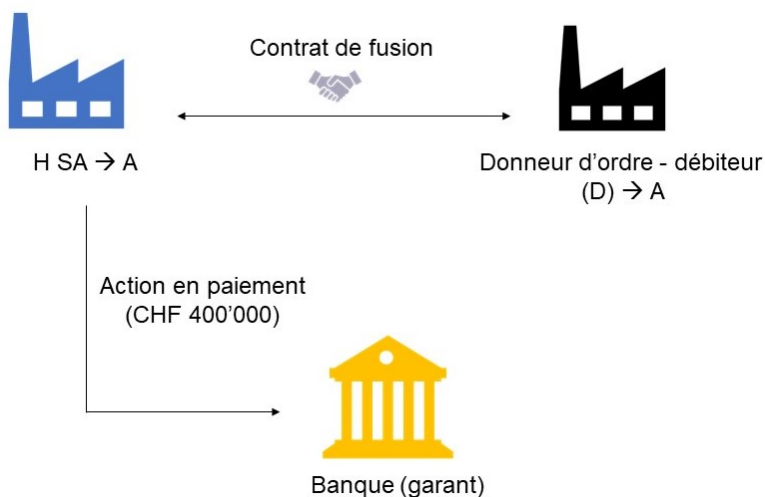 Contrat de fusion
H SA → A
Donneur d'ordre - débiteur
(D) → A
Action en paiement
(CHF 400'000)
Banque (garant)